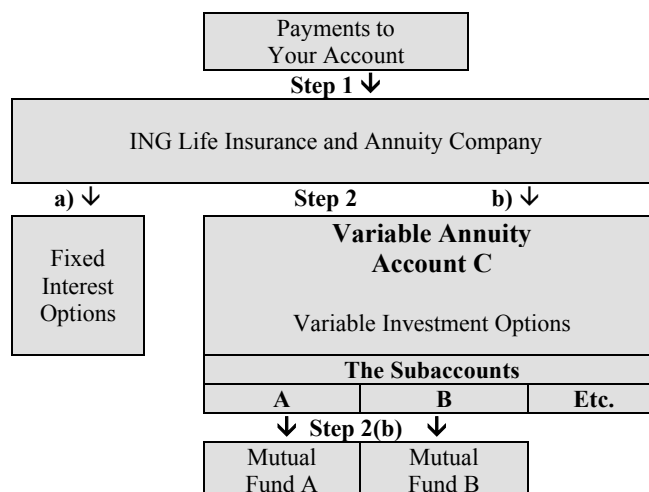 Payments to
Your Account
Step 1 ↓
ING Life Insurance and Annuity Company
a) ↓ Step 2 b) ↓
Fixed
Interest
Options
Variable Annuity
Account C
Variable Investment Options
The Subaccounts
A B Etc.
↓ Step 2(b) ↓
Mutual
Fund A
Mutual
Fund B